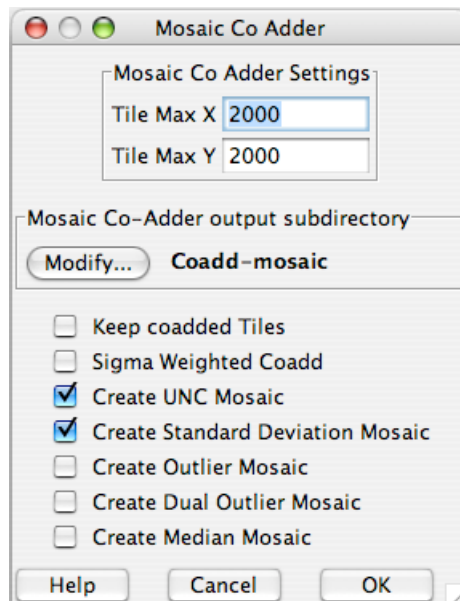 Mosaic Co Adder
Mosaic Co Adder Settings
Tile Max X 2000
Tile Max Y 2000
Mosaic Co-Adder output subdirectory
Modify... Coadd-mosaic
Keep coadded Tiles
Sigma Weighted Coadd
Create UNC Mosaic
Create Standard Deviation Mosaic
Create Outlier Mosaic
Create Dual Outlier Mosaic
Create Median Mosaic
Help Cancel OK